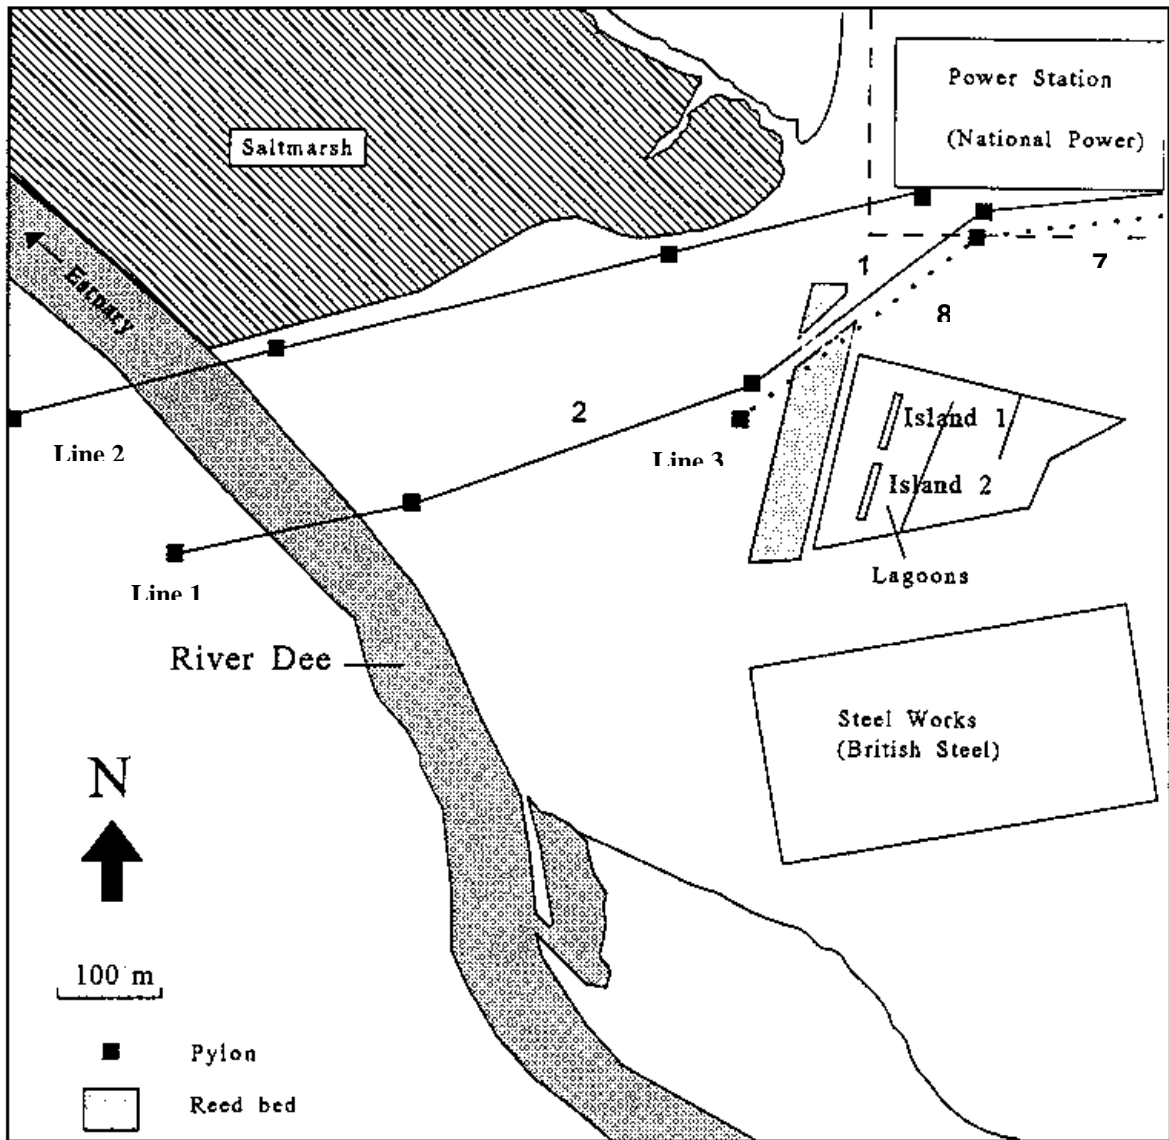 Power Station
(National Power)
Saltmarsh
Estuary
1
7
8
2
Line 2
Line 3
Island 1
Island 2
Lagoons
Line 1
River Dee
Steel Works
(British Steel)
N
100 m
Pylon
Reed bed